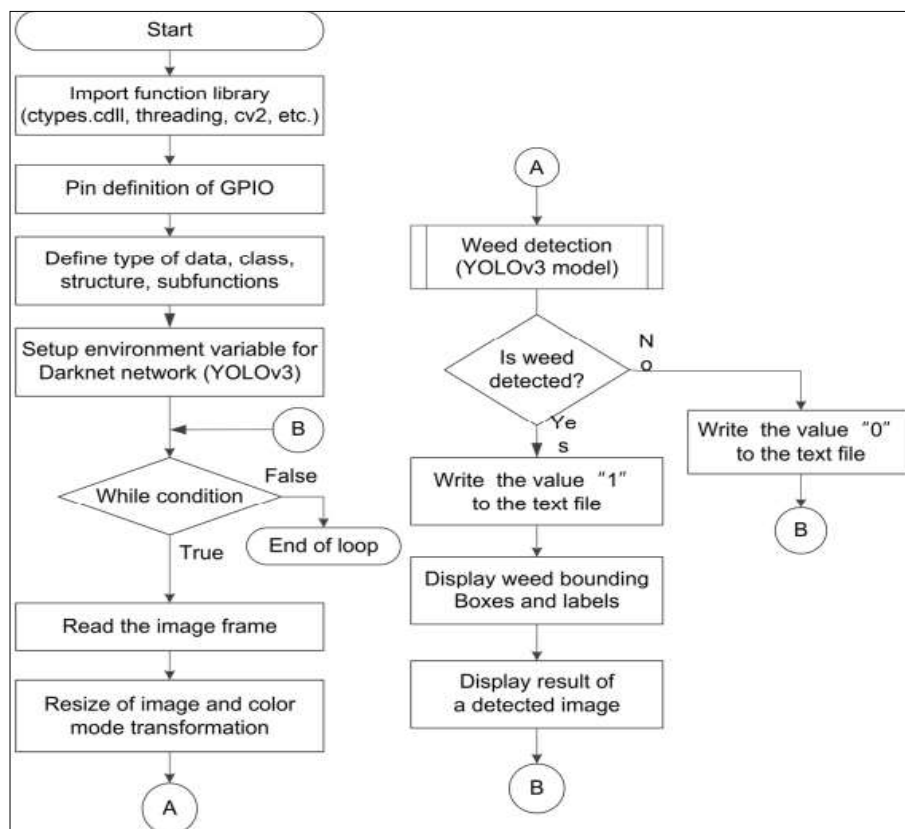 Start
Import function library
(ctypes.cdll, threading, cv2, etc.)
Pin definition of GPIO
Define type of data, class,
structure, subfunctions
Setup environment variable for
Darknet network (YOLOv3)
B
While condition
False
End of loop
True
Read the image frame
Resize of image and color
mode transformation
A
A
Weed detection
(YOLOv3 model)
Is weed
detected?
N
o
Ye
s
Write the value "0"
to the text file
B
Write the value "1"
to the text file
Display weed bounding
Boxes and labels
Display result of
a detected image
B